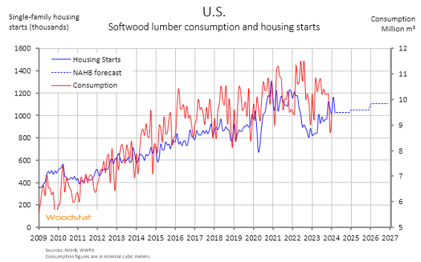 U.S.
Single-family housing
starts (thousands)
Softwood lumber consumption and housing starts
Consumption
Million m³
1600
1400
1200
1000
800
600
400
200
0
Housing Starts
NAHB forecast
Consumption
12
11
10
9
8
7
6
5
Woodstat
2009 2010 2011 2012 2013 2014 2015 2016 2017 2018 2019 2020 2021 2022 2023 2024 2025 2026 2027
Sources: NAHB, WWPA
Consumption figures are in nominal cubic meters.